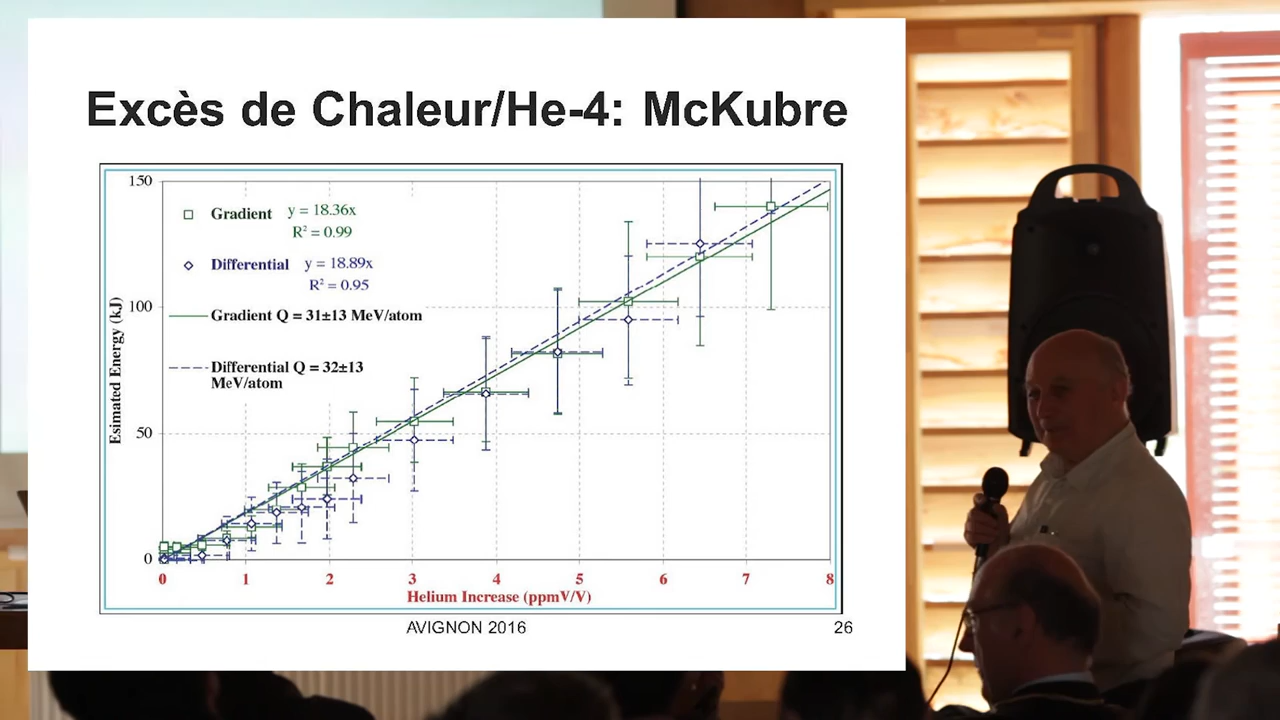 Excès de Chaleur/He-4: McKubre
150
Gradient y = 18.36x
R² = 0.99
Differential y = 18.89x
R² = 0.95
100
Gradient Q = 31±13 MeV/atom
Differential Q = 32±13
MeV/atom
Esimated Energy (kJ)
50
0
0 1 2 3 4 5 6 7 8
Helium Increase (ppmV/V)
AVIGNON 2016
26